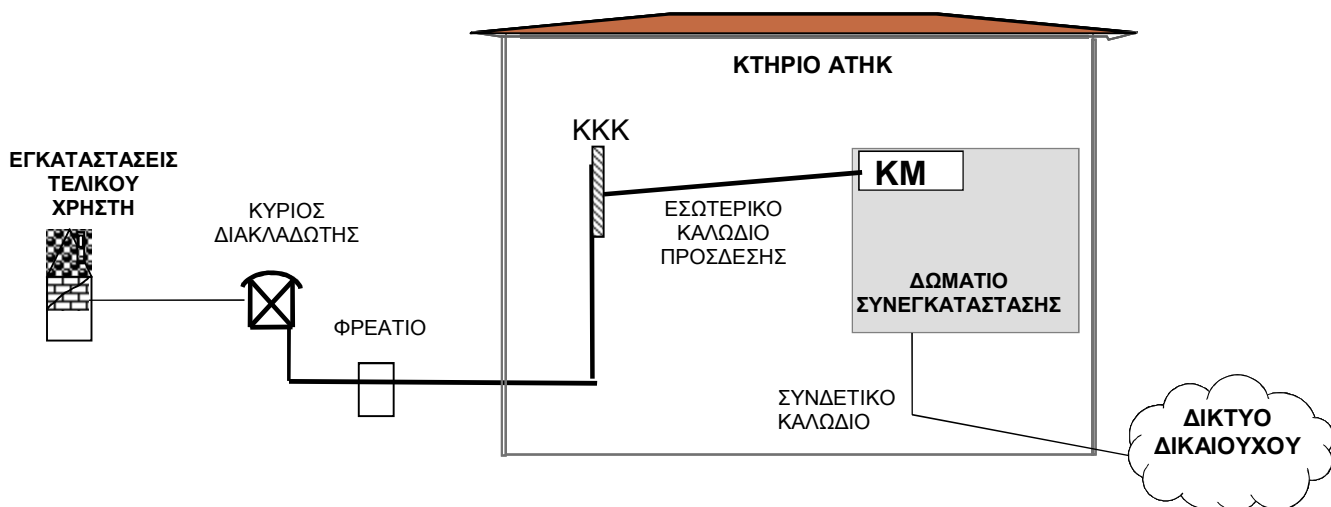 ΚΤΗΡΙΟ ΑΤΗΚ
ΚΚΚ
ΕΓΚΑΤΑΣΤΑΣΕΙΣ
ΤΕΛΙΚΟΥ
ΧΡΗΣΤΗ
ΚΥΡΙΟΣ
ΔΙΑΚΛΑΔΩΤΗΣ
ΦΡΕΑΤΙΟ
ΕΣΩΤΕΡΙΚΟ
ΚΑΛΩΔΙΟ
ΠΡΟΣΔΕΣΗΣ
ΚΜ
ΔΩΜΑΤΙΟ
ΣΥΝΕΓΚΑΤΑΣΤΑΣΗΣ
ΣΥΝΔΕΤΙΚΟ
ΚΑΛΩΔΙΟ
ΔΙΚΤΥΟ
ΔΙΚΑΙΟΥΧΟΥ